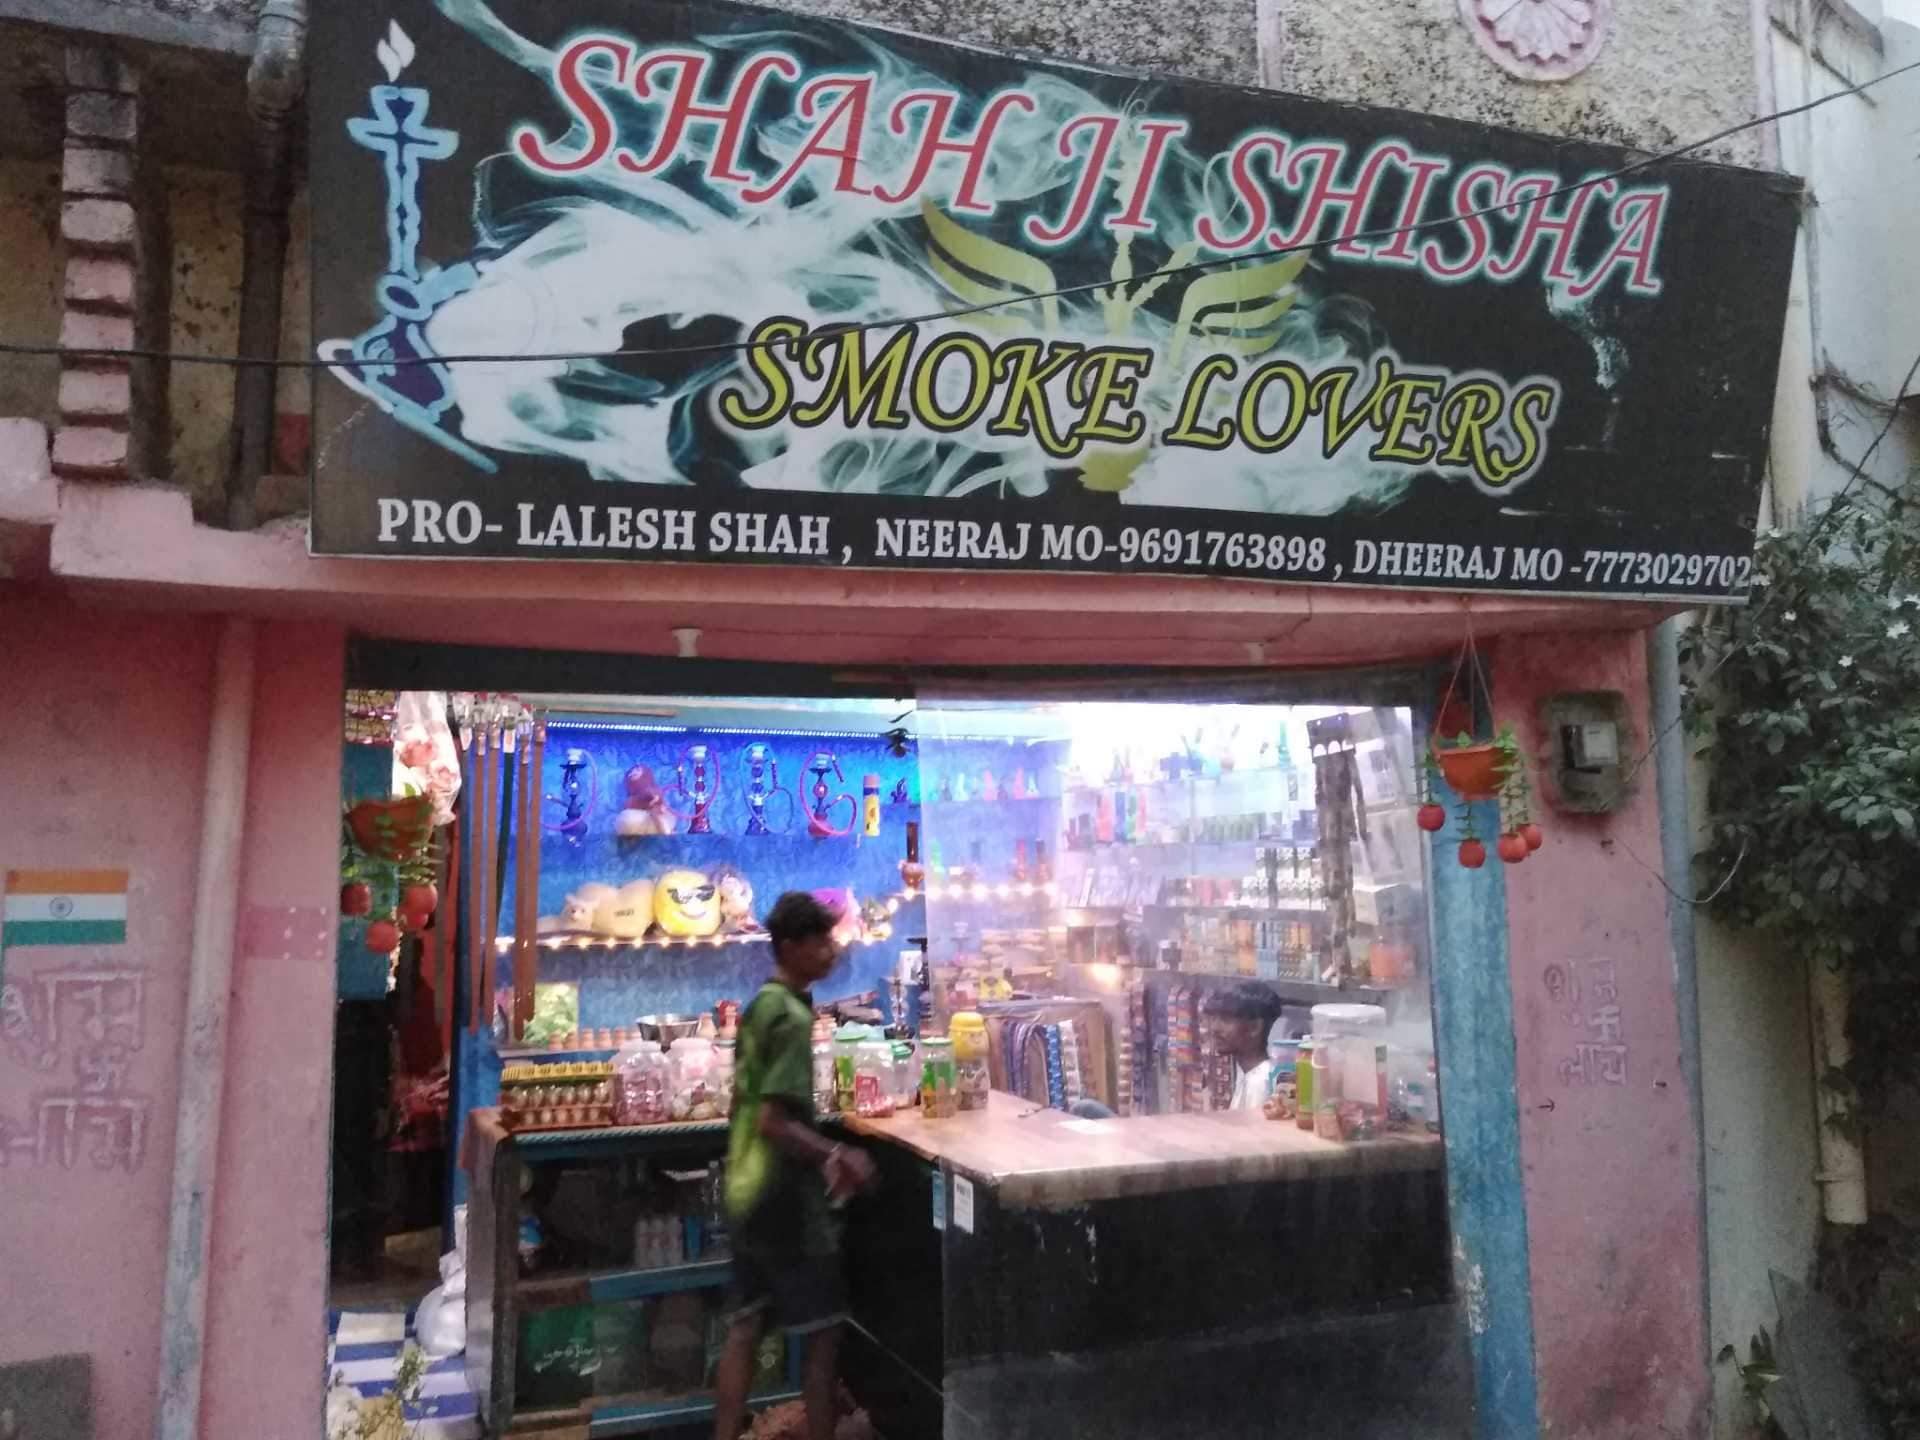 SHAH JI SHISHA
SMOKE LOVERS
PRO- LALESH SHAH , NEERAJ MO-9691763898 , DHEERAJ MO -7773029702